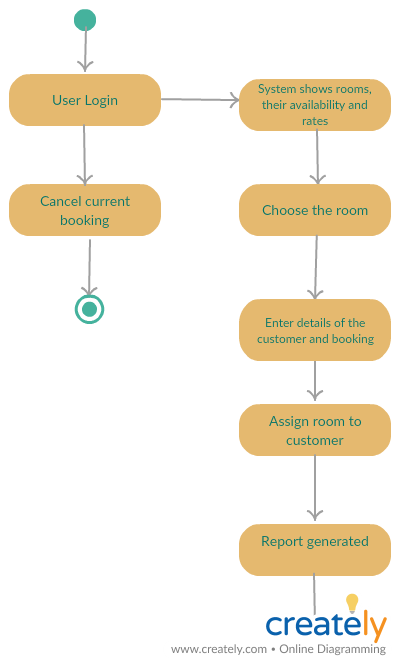 User Login
System shows rooms,
their availability and
rates
Cancel current
booking
Choose the room
Enter details of the
customer and booking
Assign room to
customer
Report generated
creately
www.creately.com • Online Diagramming